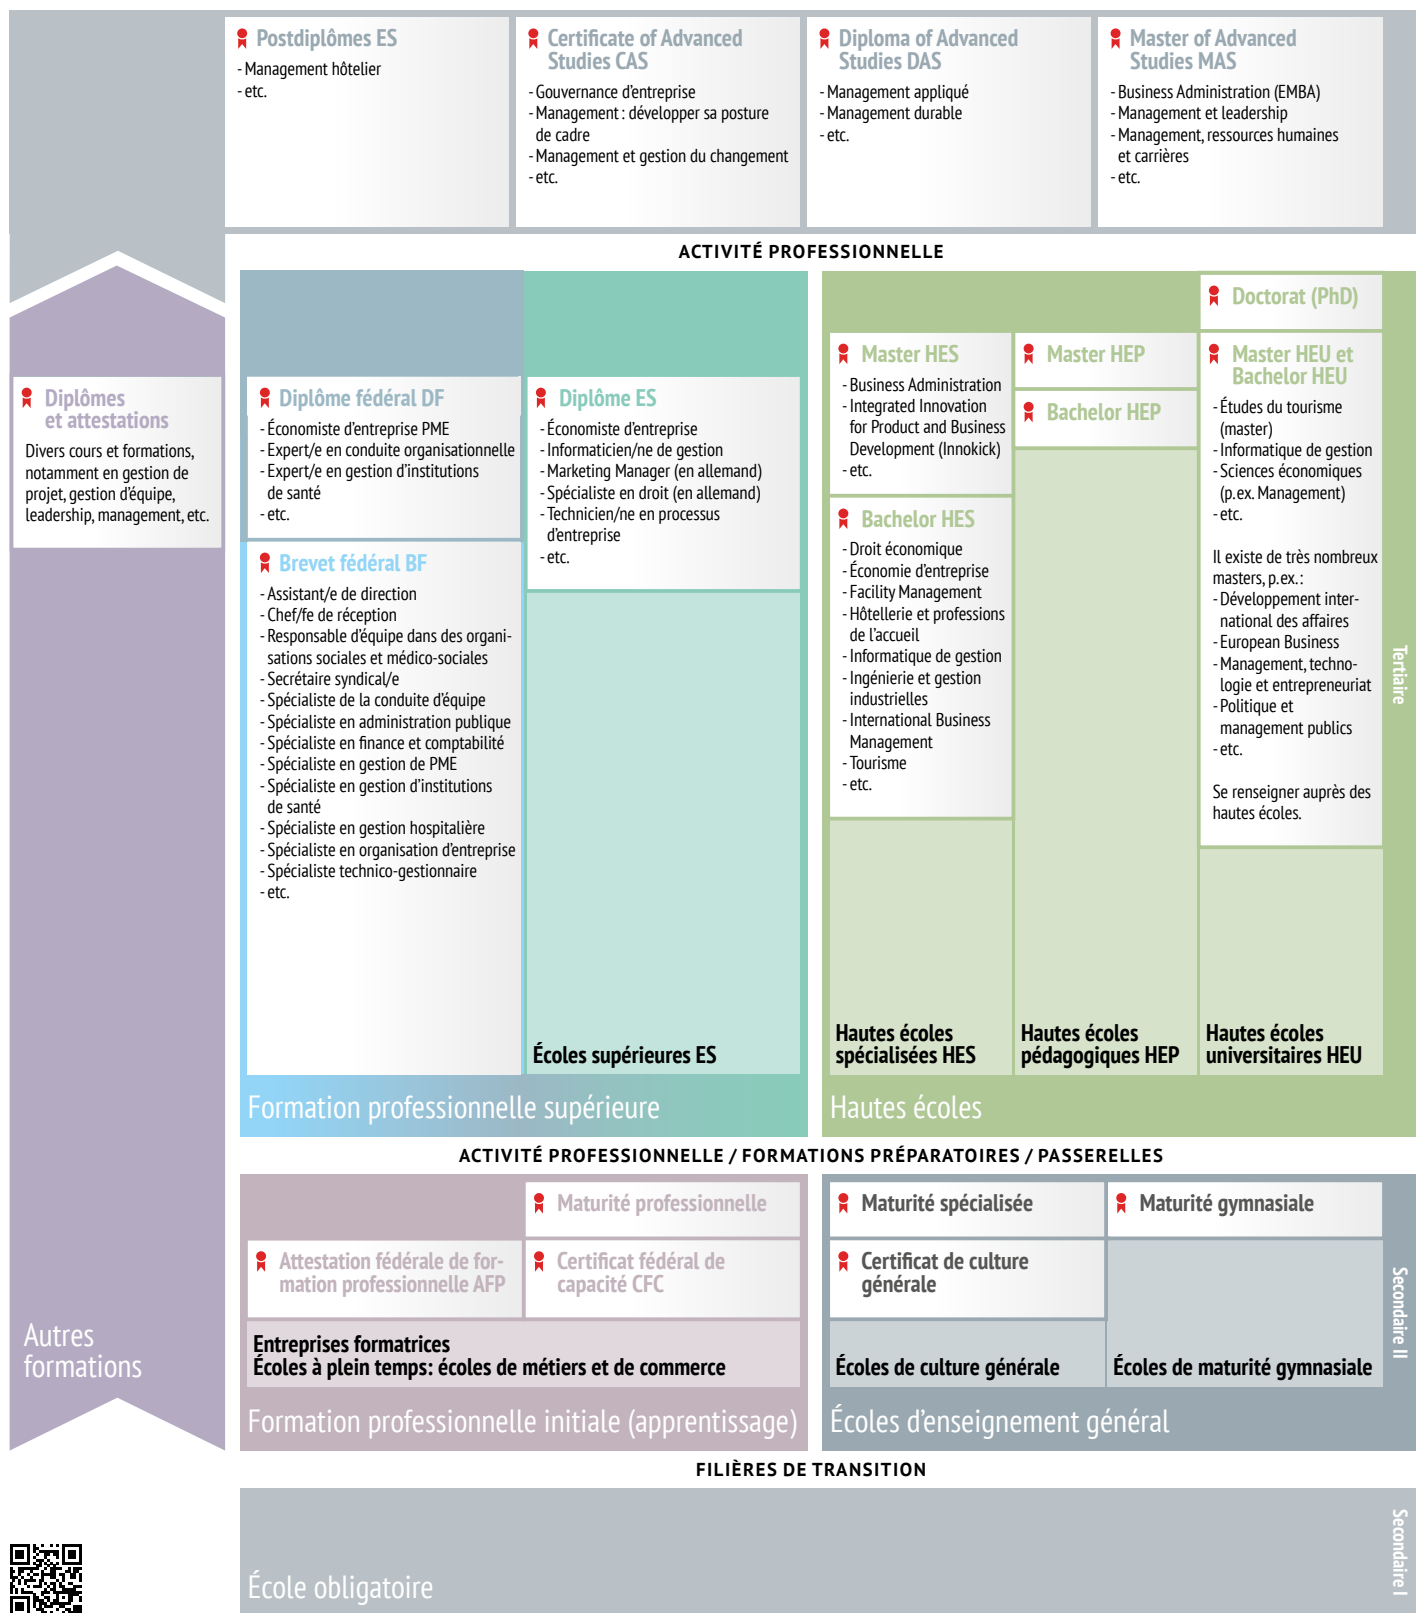 Postdiplômes ES
- Management hôtelier
- etc.
Certificate of Advanced
Studies CAS
- Gouvernance d'entreprise
- Management : développer sa posture
de cadre
- Management et gestion du changement
- etc.
Diploma of Advanced
Studies DAS
- Management appliqué
- Management durable
- etc.
Master of Advanced
Studies MAS
- Business Administration (EMBA)
- Management et leadership
- Management, ressources humaines
et carrières
- etc.
ACTIVITÉ PROFESSIONNELLE
Diplômes
et attestations
Divers cours et formations,
notamment en gestion de
projet, gestion d'équipe,
leadership, management, etc.
Autres
formations
Diplôme fédéral DF
- Économiste d'entreprise PME
- Expert/e en conduite organisationnelle
- Expert/e en gestion d'institutions
de santé
- etc.
Brevet fédéral BF
- Assistant/e de direction
- Chef/fe de réception
- Responsable d'équipe dans des organi-
sations sociales et médico-sociales
- Secrétaire syndical/e
- Spécialiste de la conduite d'équipe
- Spécialiste en administration publique
- Spécialiste en finance et comptabilité
- Spécialiste en gestion de PME
- Spécialiste en gestion d'institutions
de santé
- Spécialiste en gestion hospitalière
- Spécialiste en organisation d'entreprise
- Spécialiste technico-gestionnaire
- etc.
Diplôme ES
- Économiste d'entreprise
- Informaticien/ne de gestion
- Marketing Manager (en allemand)
- Spécialiste en droit (en allemand)
- Technicien/ne en processus
d'entreprise
- etc.
Écoles supérieures ES
Formation professionnelle supérieure
Master HES
- Business Administration
- Integrated Innovation
for Product and Business
Development (Innokick)
- etc.
Bachelor HES
- Droit économique
- Économie d'entreprise
- Facility Management
- Hôtellerie et professions
de l'accueil
- Informatique de gestion
- Ingénierie et gestion
industrielles
- International Business
Management
- Tourisme
- etc.
Hautes écoles
spécialisées HES
Master HEP
Bachelor HEP
Hautes écoles
pédagogiques HEP
Doctorat (PhD)
Master HEU et
Bachelor HEU
- Études du tourisme
(master)
- Informatique de gestion
- Sciences économiques
(p. ex. Management)
- etc.
Il existe de très nombreux
masters, p. ex. :
- Développement inter-
national des affaires
- European Business
- Management, techno-
logie et entrepreneuriat
- Politique et
management publics
- etc.
Se renseigner auprès des
hautes écoles.
Hautes écoles
universitaires HEU
Hautes écoles
Tertiaire
ACTIVITÉ PROFESSIONNELLE / FORMATIONS PRÉPARATOIRES / PASSERELLES
Maturité professionnelle
Attestation fédérale de for-
mation professionnelle AFP
Certificat fédéral de
capacité CFC
Entreprises formatrices
Écoles à plein temps: écoles de métiers et de commerce
Formation professionnelle initiale (apprentissage)
Maturité spécialisée
Certificat de culture
générale
Écoles de culture générale
Maturité gymnasiale
Écoles de maturité gymnasiale
Écoles d'enseignement général
Secondaire II
FILIÈRES DE TRANSITION
École obligatoire
Secondaire I